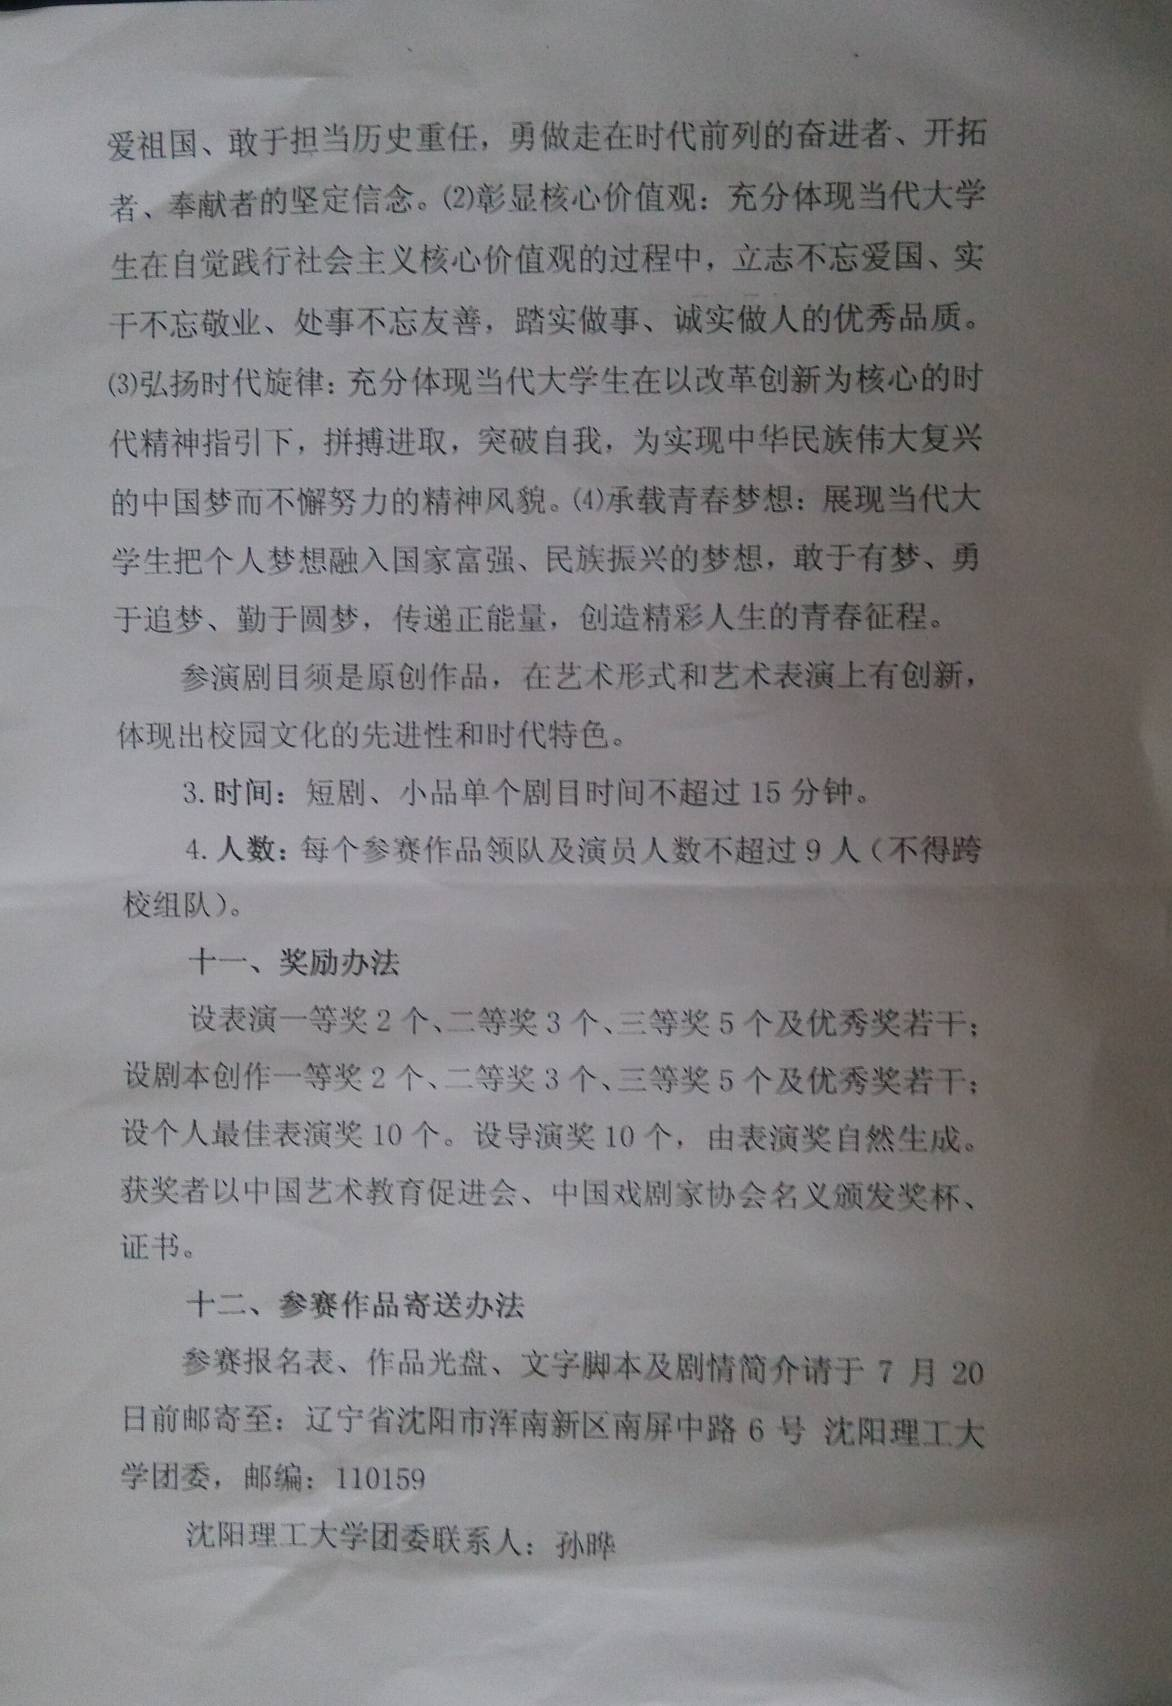 爱祖国、敢于担当历史重任，勇做走在时代前列的奋进者、开拓
者、奉献者的坚定信念。⑵彰显核心价值观：充分体现当代大学
生在自觉践行社会主义核心价值观的过程中，立志不忘爱国、实
干不忘敬业、处事不忘友善，踏实做事、诚实做人的优秀品质。
⑶弘扬时代旋律：充分体现当代大学生在以改革创新为核心的时
代精神指引下，拼搏进取，突破自我，为实现中华民族伟大复兴
的中国梦而不懈努力的精神风貌。⑷承载青春梦想：展现当代大
学生把个人梦想融入国家富强、民族振兴的梦想，敢于有梦、勇
于追梦、勤于圆梦，传递正能量，创造精彩人生的青春征程。
参演剧目须是原创作品，在艺术形式和艺术表演上有创新，
体现出校园文化的先进性和时代特色。
3. 时间：短剧、小品单个剧目时间不超过 15 分钟。
4. 人数：每个参赛作品领队及演员人数不超过 9 人（不得跨
校组队）。
十一、奖励办法
设表演一等奖 2 个、二等奖 3 个、三等奖 5 个及优秀奖若干；
设剧本创作一等奖 2 个、二等奖 3 个、三等奖 5 个及优秀奖若干；
设个人最佳表演奖 10 个。设导演奖 10 个，由表演奖自然生成。
获奖者以中国艺术教育促进会、中国戏剧家协会名义颁发奖杯、
证书。
十二、参赛作品寄送办法
参赛报名表、作品光盘、文字脚本及剧情简介请于 7 月 20
日前邮寄至：辽宁省沈阳市浑南新区南屏中路 6 号 沈阳理工大
学团委，邮编：110159
沈阳理工大学团委联系人：孙晔